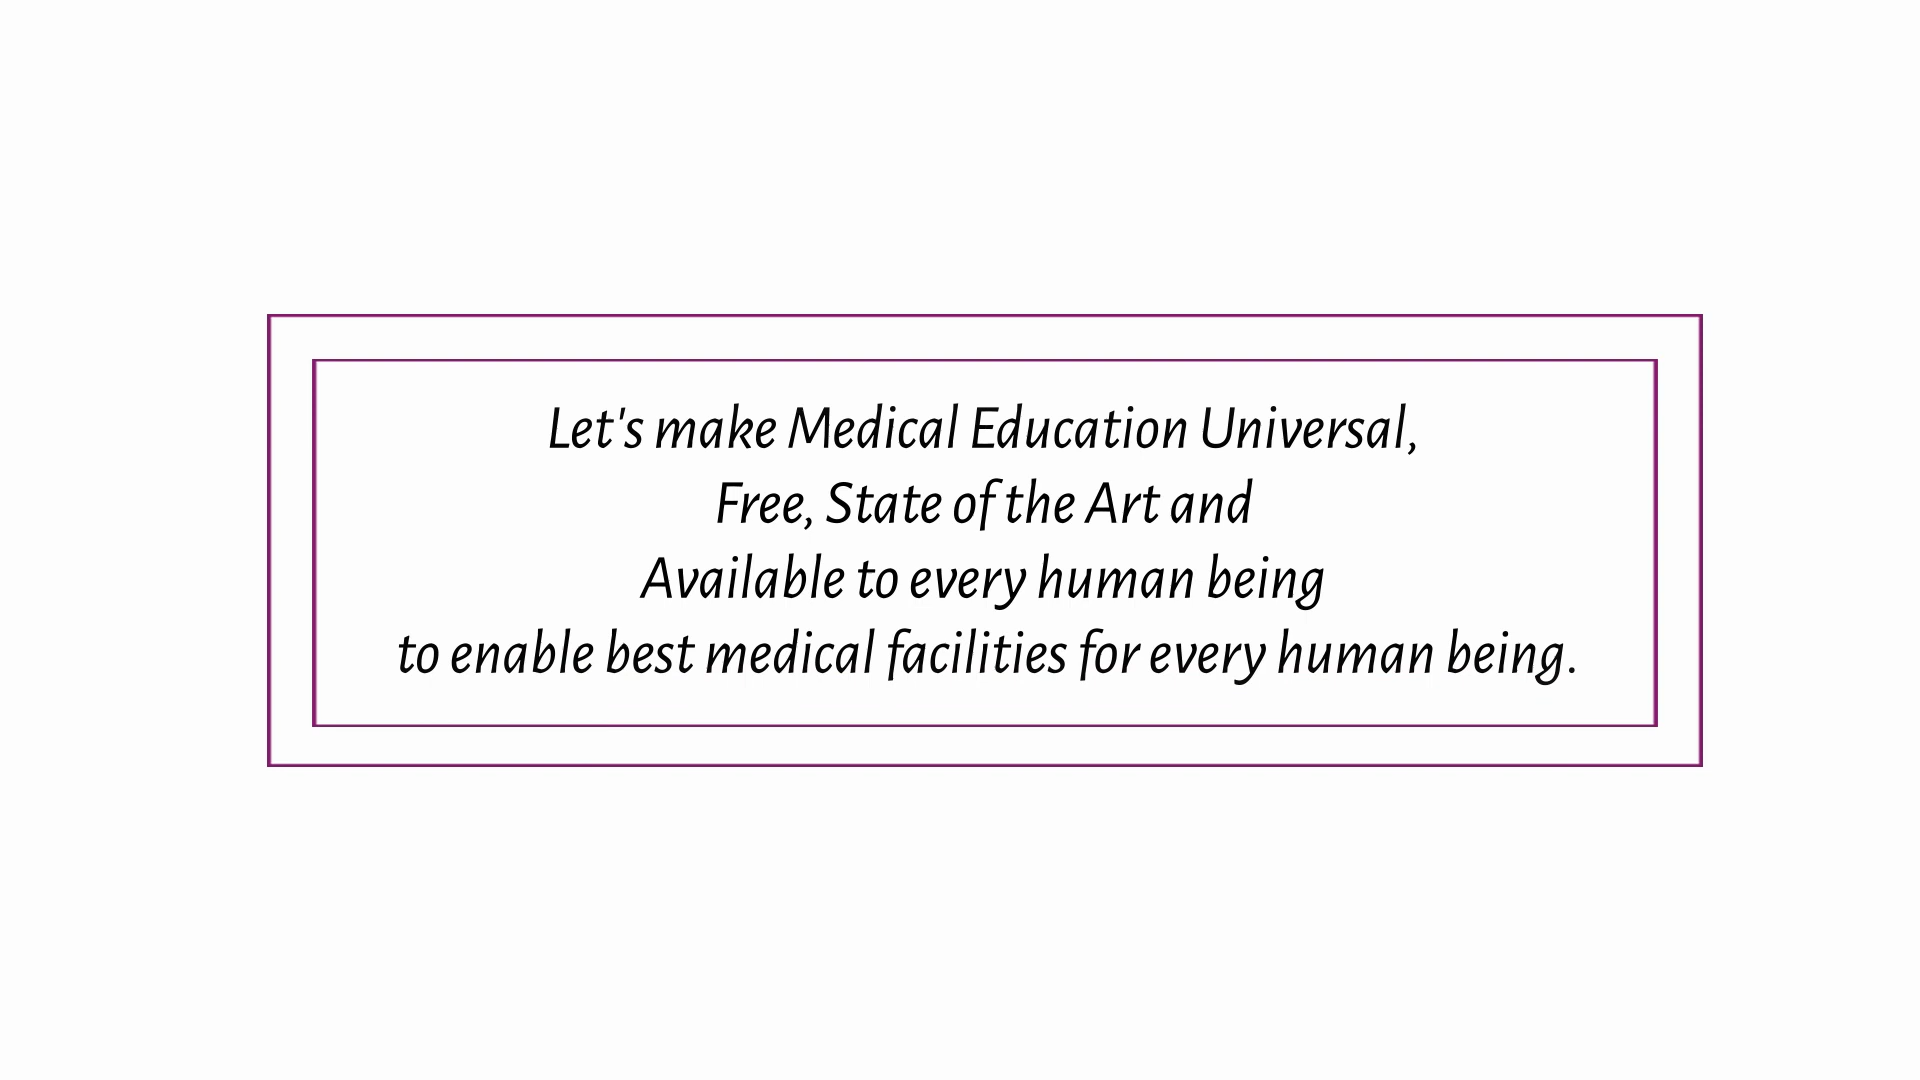 Let's make Medical Education Universal,
Free, State of the Art and
Available to every human being
to enable best medical facilities for every human being.